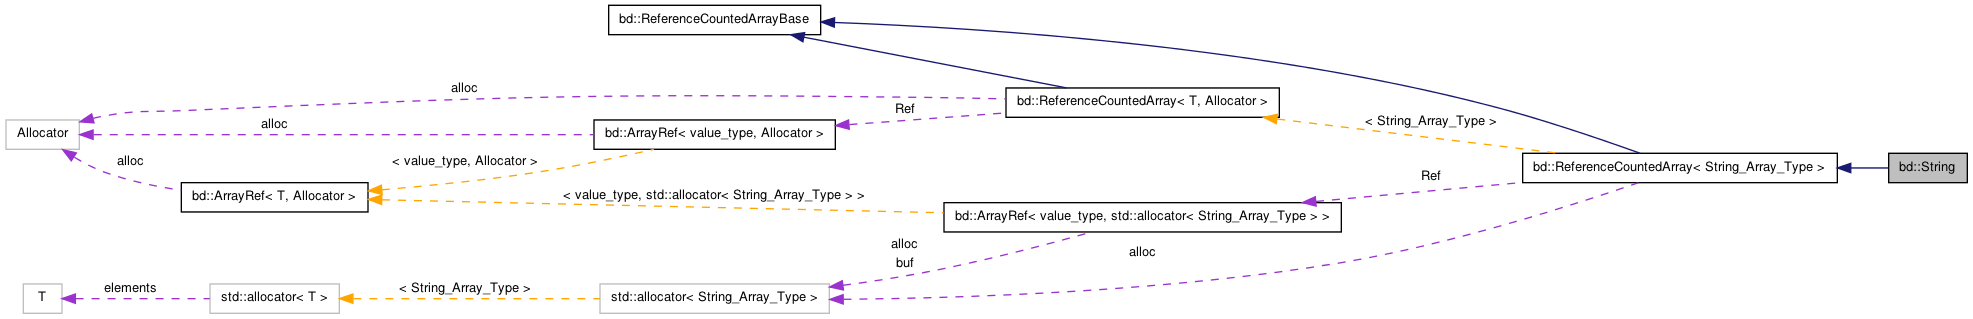 bd::ReferenceCountedArrayBase
alloc
bd::ReferenceCountedArray< T, Allocator >
Ref
< String_Array_Type >
Allocator
alloc
bd::ArrayRef< value_type, Allocator >
alloc
< value_type, Allocator >
bd::ReferenceCountedArray< String_Array_Type >
bd::String
Ref
bd::ArrayRef< T, Allocator >
< value_type, std::allocator< String_Array_Type > >
bd::ArrayRef< value_type, std::allocator< String_Array_Type > >
alloc
buf
alloc
elements
< String_Array_Type >
T
std::allocator< T >
std::allocator< String_Array_Type >